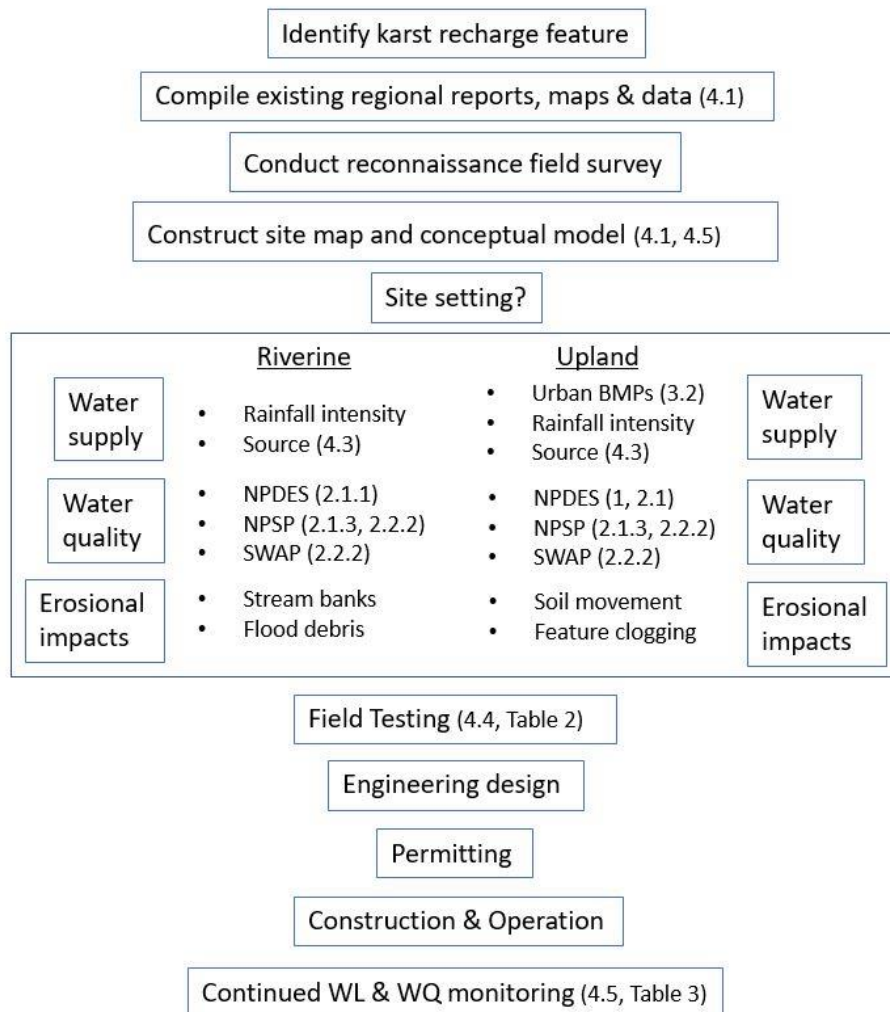 Identify karst recharge feature
Compile existing regional reports, maps & data (4.1)
Conduct reconnaissance field survey
Construct site map and conceptual model (4.1, 4.5)
Site setting?
Riverine
Water
supply
• Rainfall intensity
• Source (4.3)
Water
quality
• NPDES (2.1.1)
• NPSP (2.1.3, 2.2.2)
• SWAP (2.2.2)
Erosional
impacts
• Stream banks
• Flood debris
Upland
• Urban BMPs (3.2)
• Rainfall intensity
• Source (4.3)
Water
supply
• NPDES (1, 2.1)
• NPSP (2.1.3, 2.2.2)
• SWAP (2.2.2)
Water
quality
• Soil movement
• Feature clogging
Erosional
impacts
Field Testing (4.4, Table 2)
Engineering design
Permitting
Construction & Operation
Continued WL & WQ monitoring (4.5, Table 3)